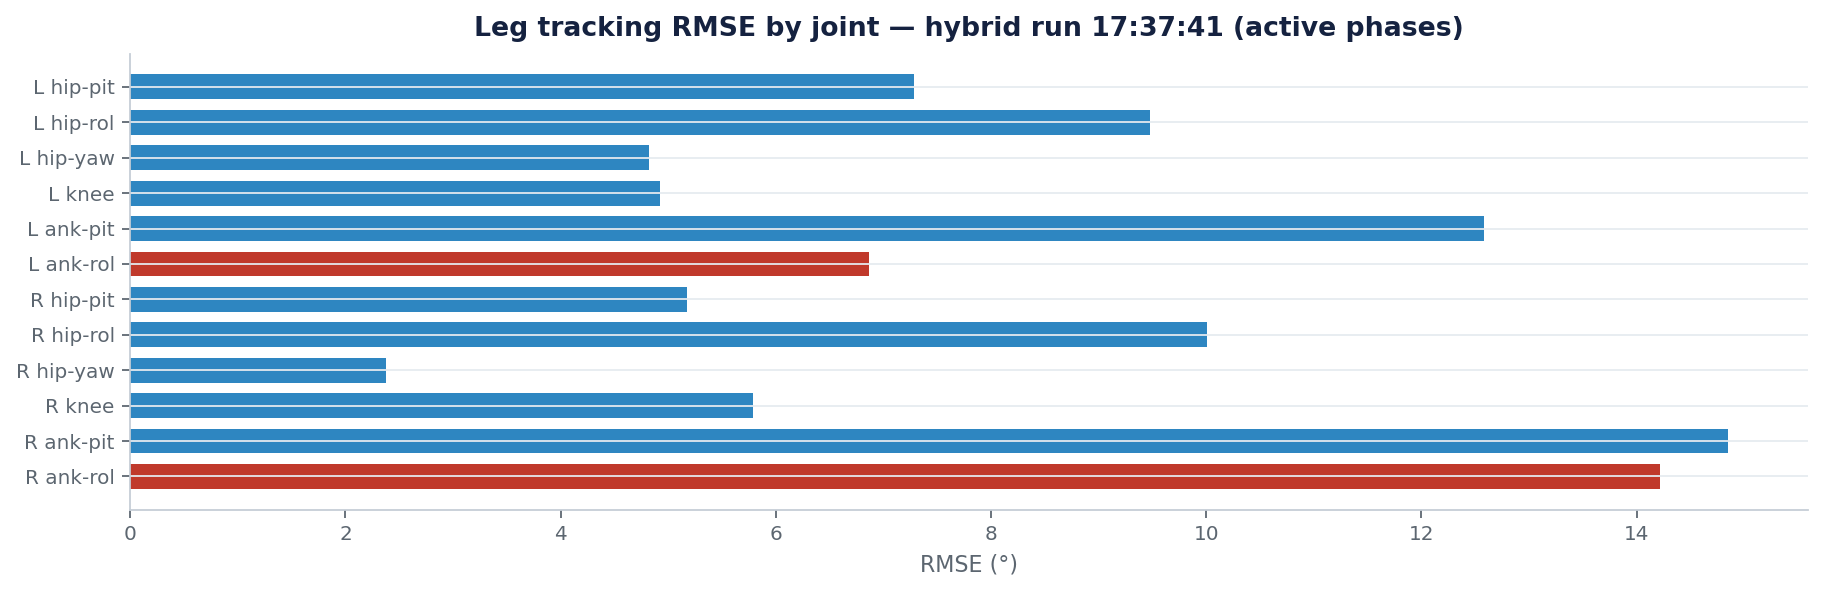 Leg tracking RMSE by joint — hybrid run 17:37:41 (active phases)
L hip-pit
L hip-rol
L hip-yaw
L knee
L ank-pit
L ank-rol
R hip-pit
R hip-rol
R hip-yaw
R knee
R ank-pit
R ank-rol
0 2 4 6 8 10 12 14
RMSE (°)